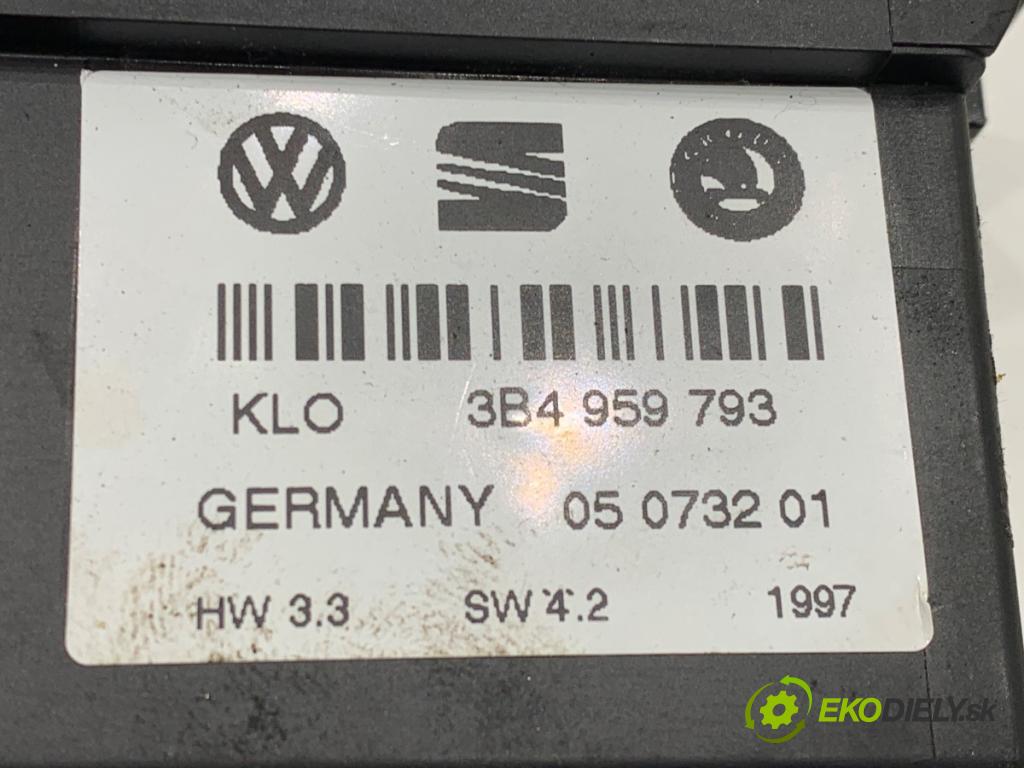 KLO 3B4 959 793
GERMANY 05 0732 01
HW 3.3 SW 4.2 1997
EKODIELY.sk